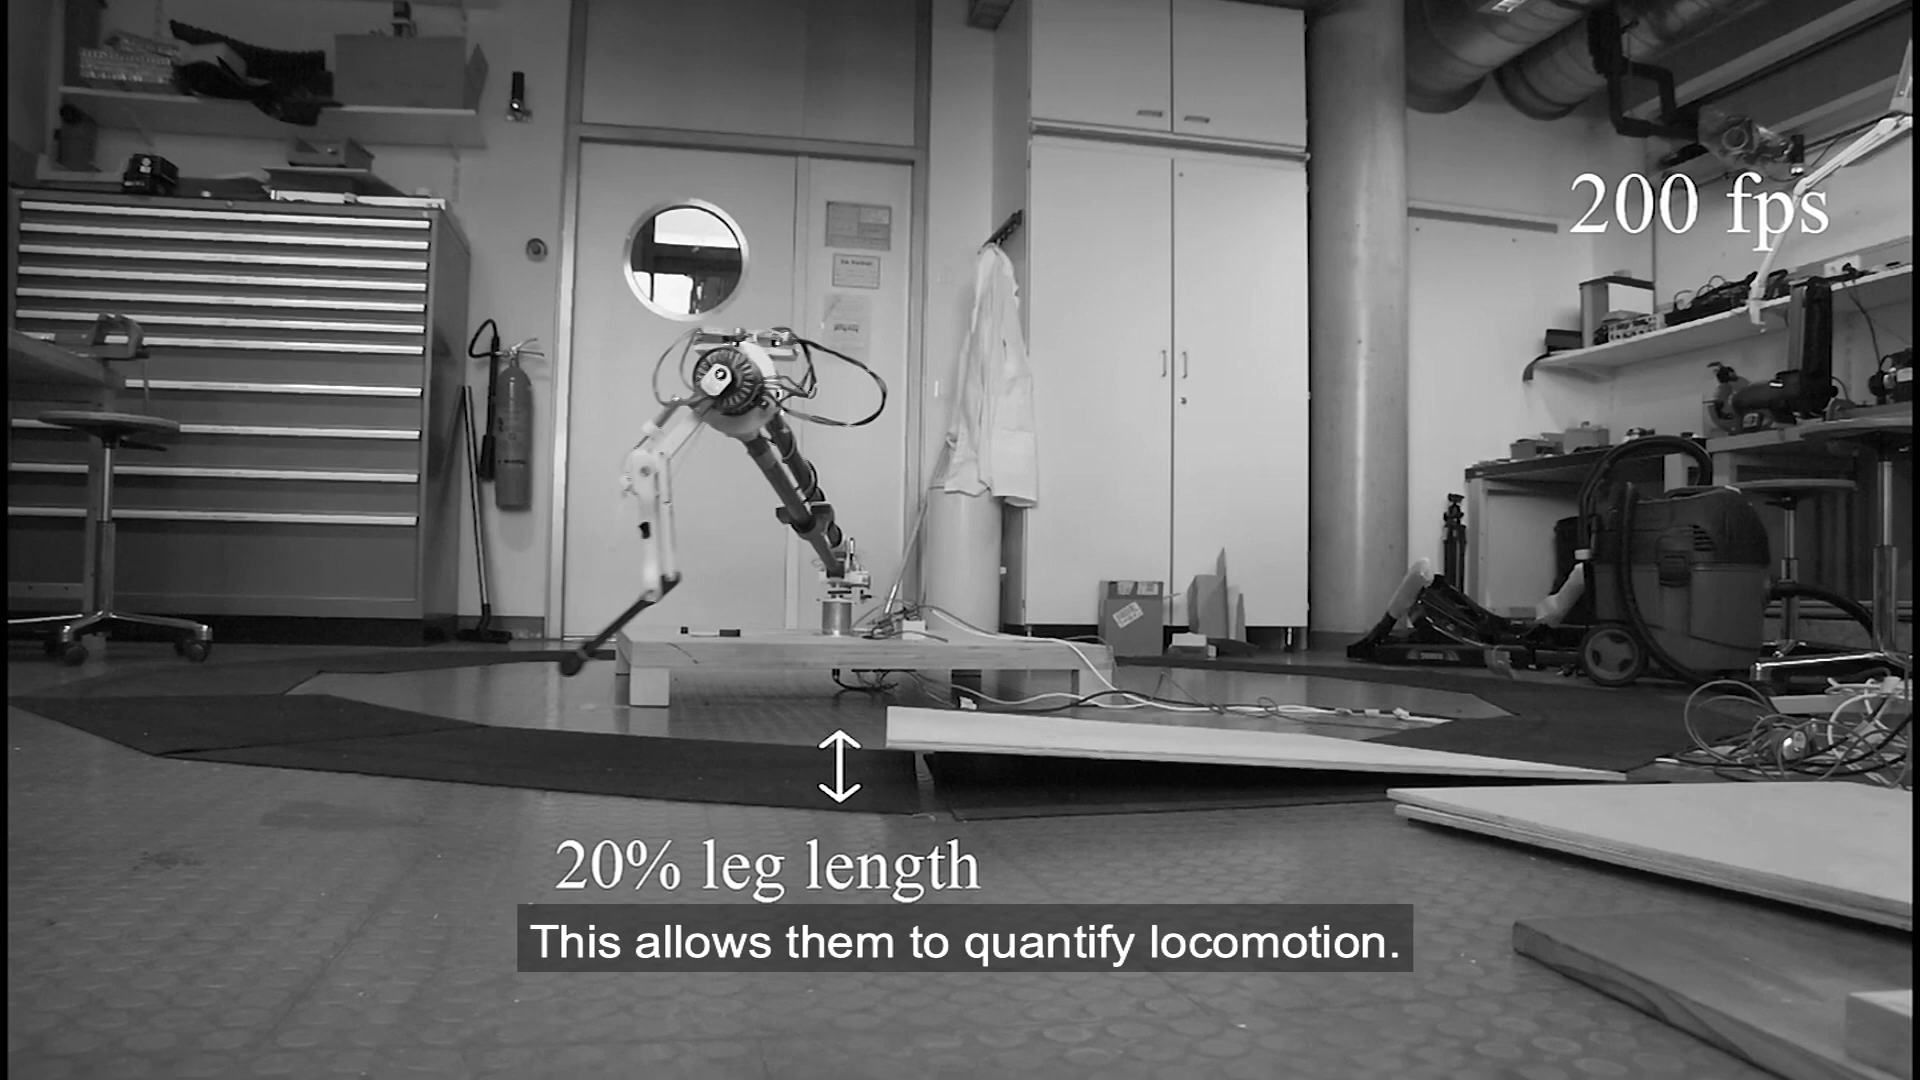 200 fps
20% leg length
This allows them to quantify locomotion.